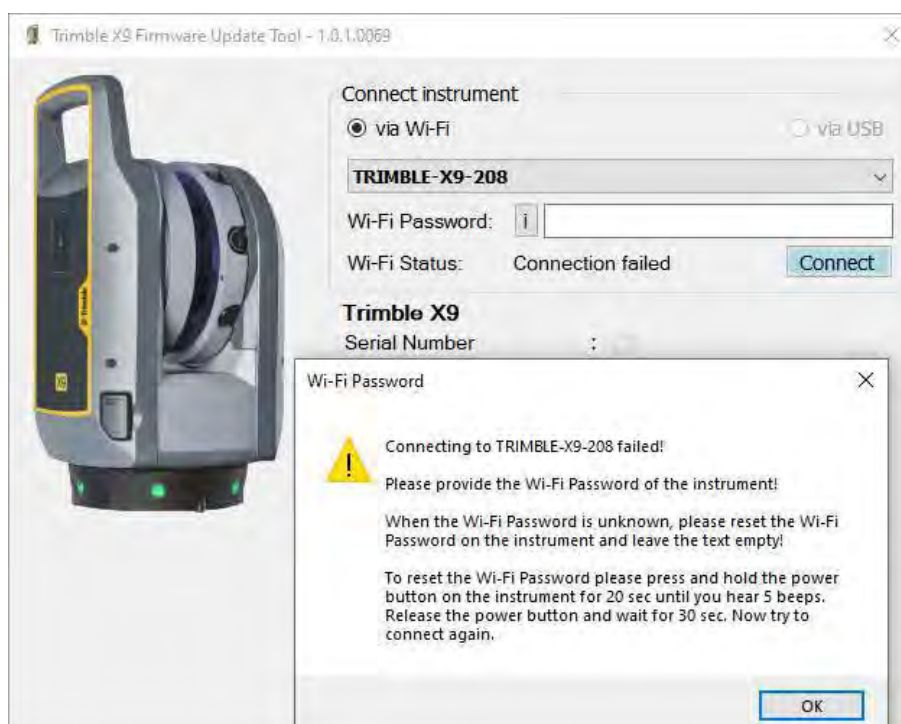 Trimble X9 Firmware Update Tool - 1.0.1.0069
Connect instrument
via Wi-Fi
via USB
TRIMBLE-X9-208
Wi-Fi Password:
i
Wi-Fi Status:
Connection failed
Connect
Trimble X9
Serial Number
:
Wi-Fi Password
Connecting to TRIMBLE-X9-208 failed!
Please provide the Wi-Fi Password of the instrument!
When the Wi-Fi Password is unknown, please reset the Wi-Fi
Password on the instrument and leave the text empty!
To reset the Wi-Fi Password please press and hold the power
button on the instrument for 20 sec until you hear 5 beeps.
Release the power button and wait for 30 sec. Now try to
connect again.
OK
Trimble
X9